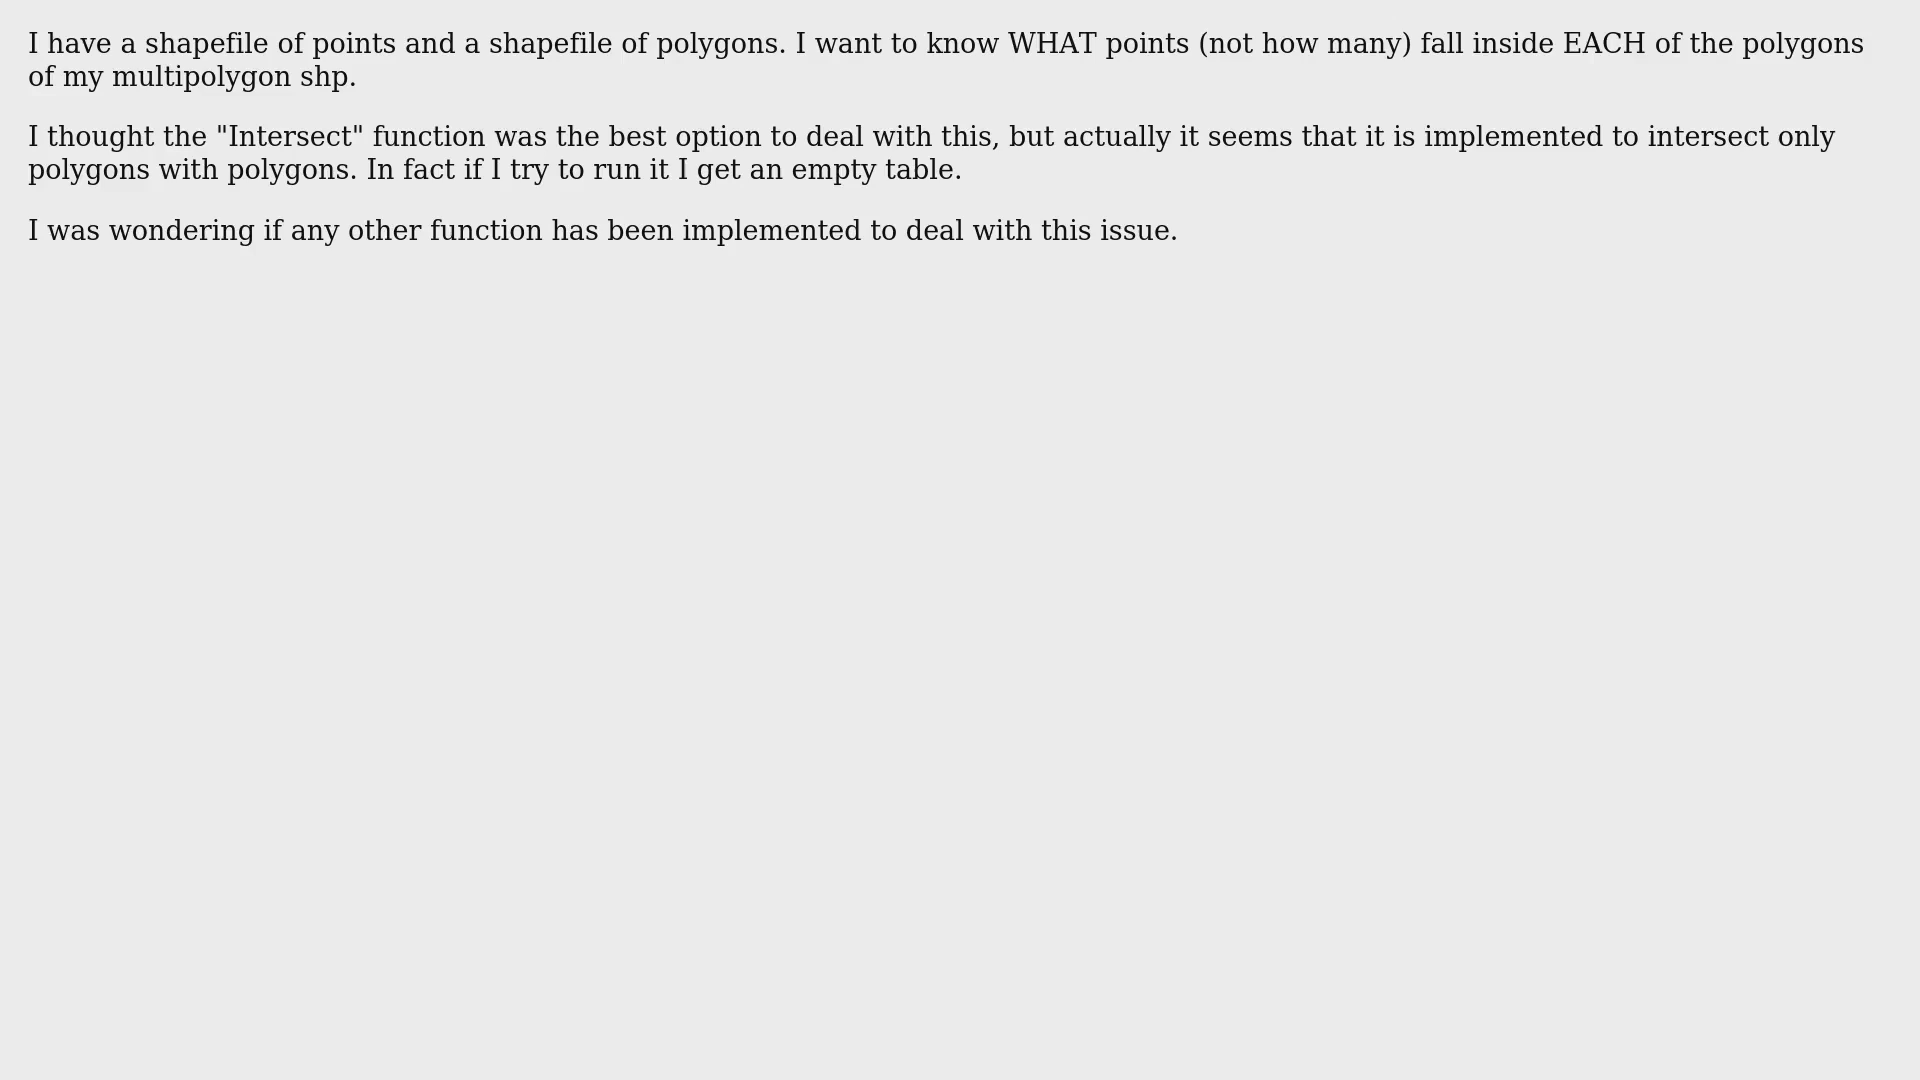 I have a shapefile of points and a shapefile of polygons. I want to know WHAT points (not how many) fall inside EACH of the polygons
of my multipolygon shp.
I thought the "Intersect" function was the best option to deal with this, but actually it seems that it is implemented to intersect only
polygons with polygons. In fact if I try to run it I get an empty table.
I was wondering if any other function has been implemented to deal with this issue.